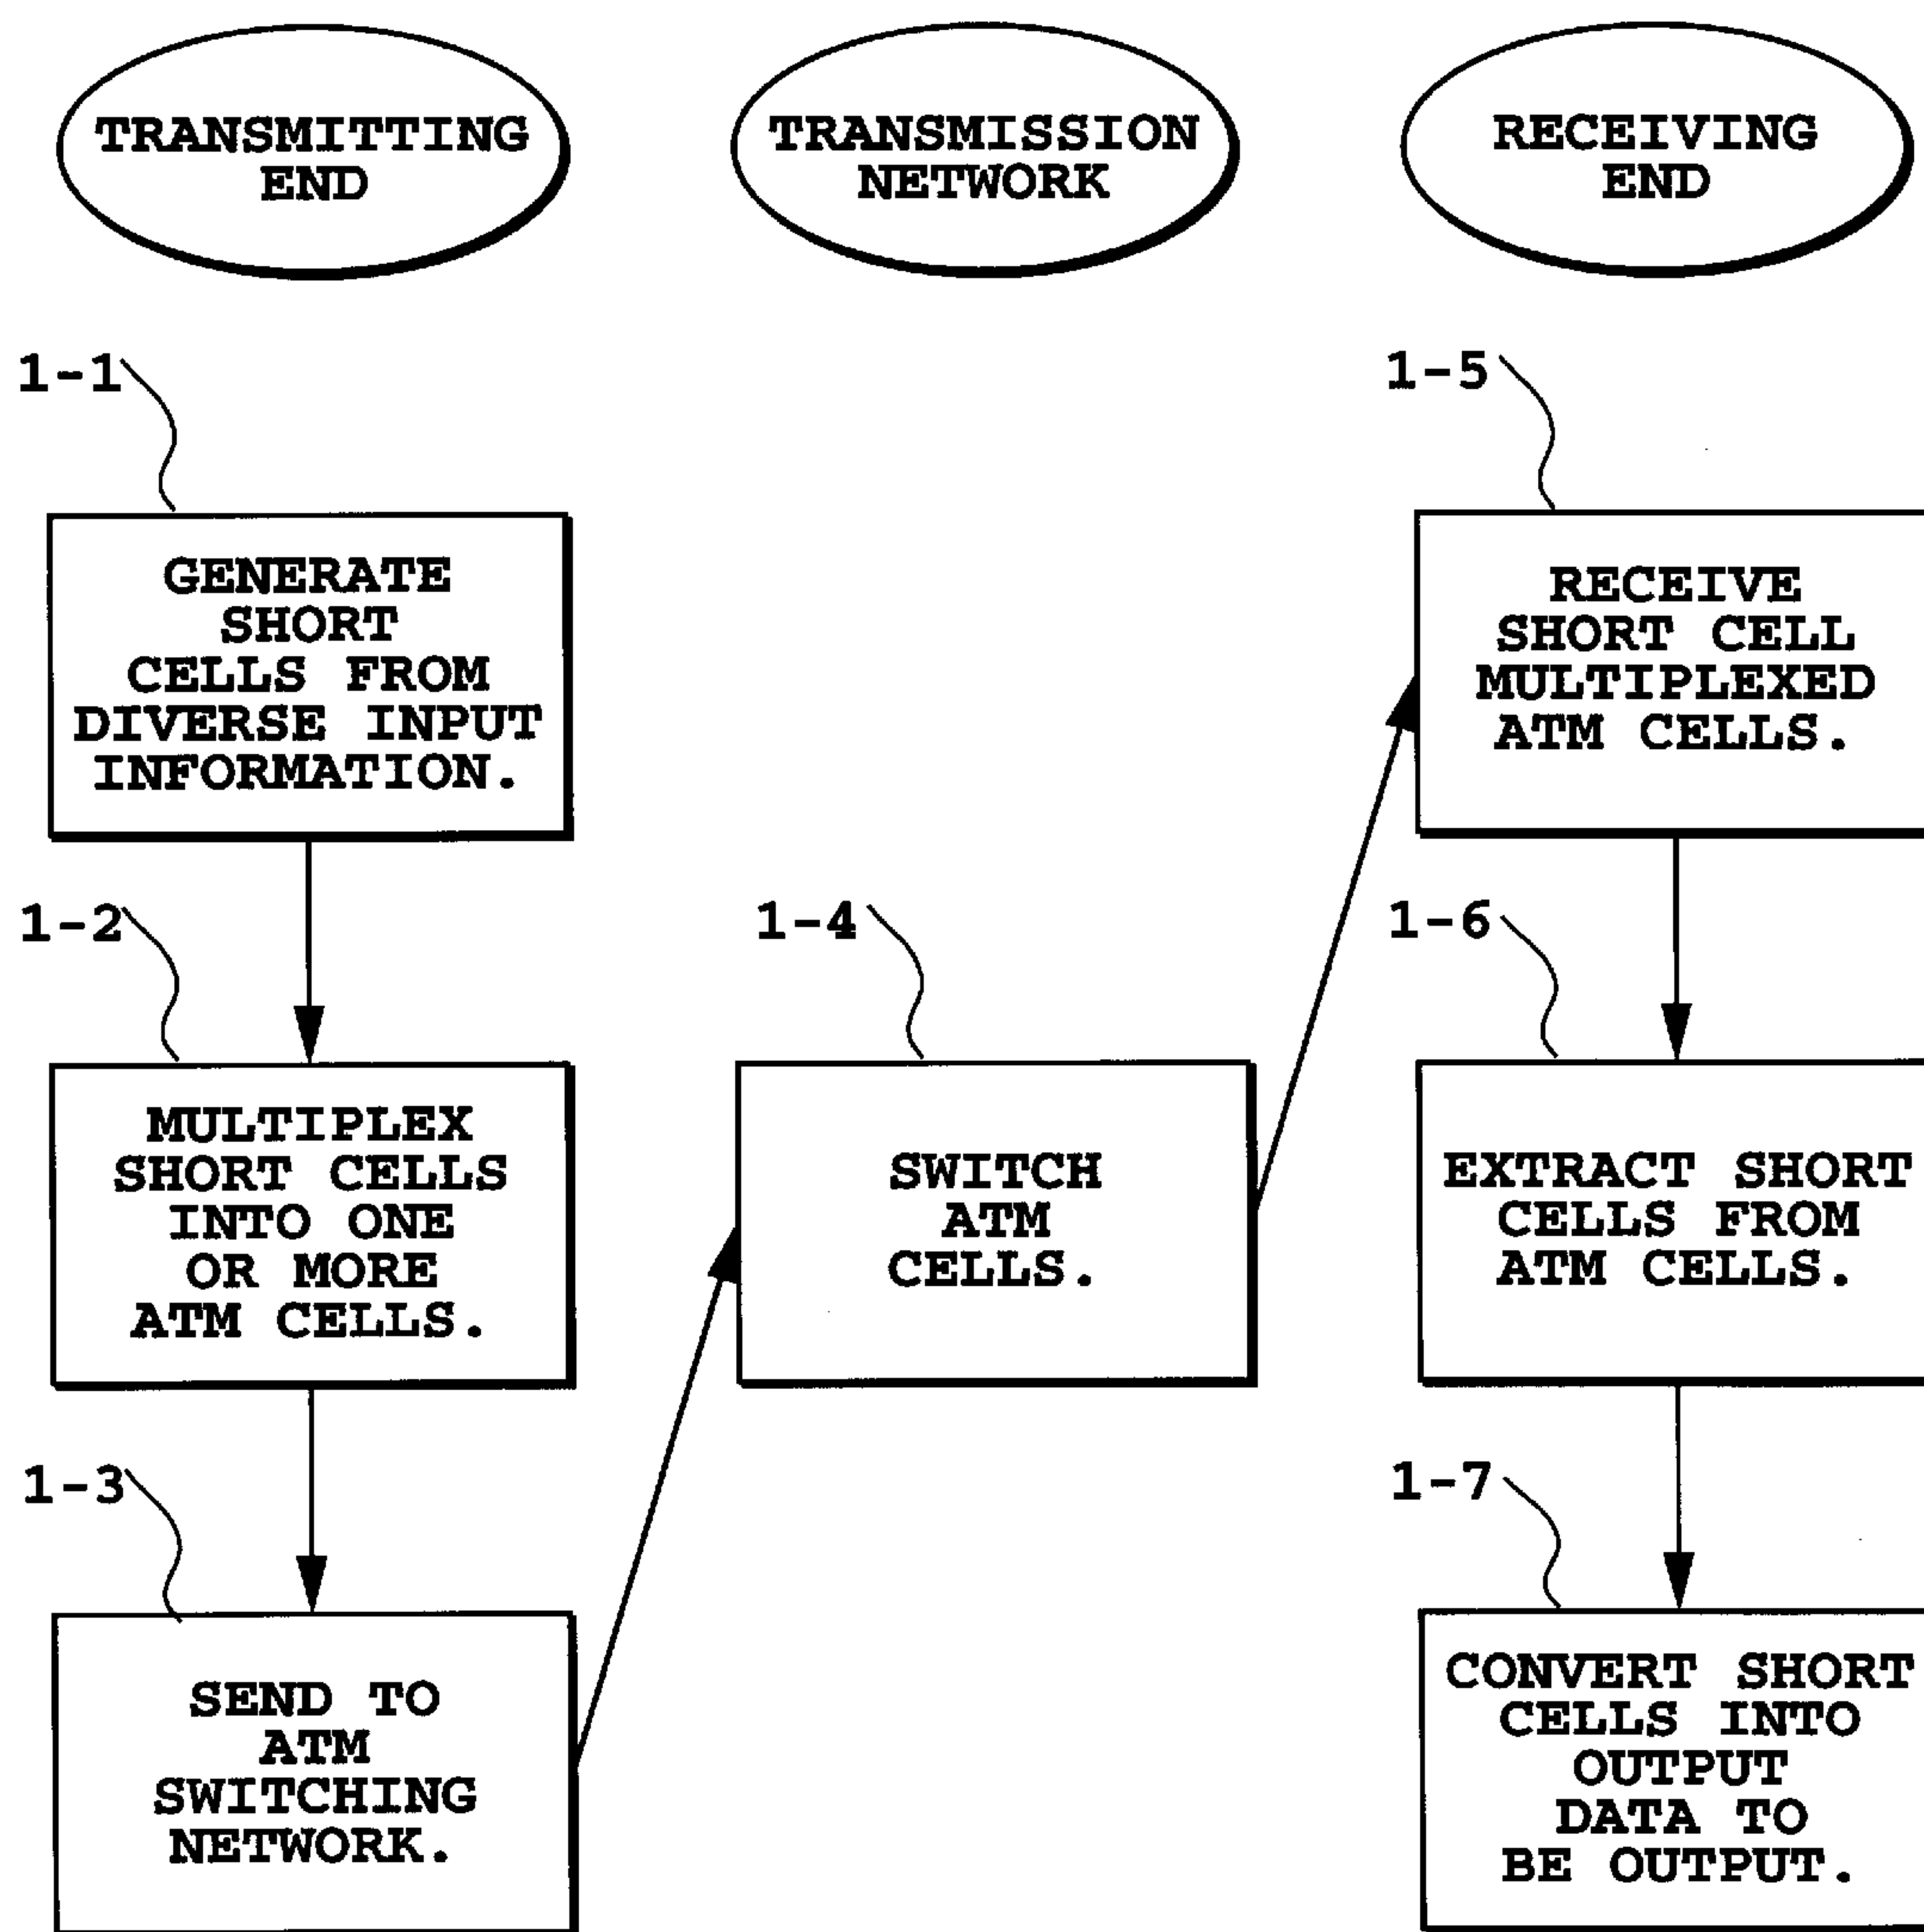 TRANSMITTING
END
TRANSMISSION
NETWORK
RECEIVING
END
1-1
GENERATE
SHORT
CELLS FROM
DIVERSE INPUT
INFORMATION.
1-2
MULTIPLEX
SHORT CELLS
INTO ONE
OR MORE
ATM CELLS.
1-3
SEND TO
ATM
SWITCHING
NETWORK.
1-4
SWITCH
ATM
CELLS.
1-5
RECEIVE
SHORT CELL
MULTIPLEXED
ATM CELLS.
1-6
EXTRACT SHORT
CELLS FROM
ATM CELLS.
1-7
CONVERT SHORT
CELLS INTO
OUTPUT
DATA TO
BE OUTPUT.